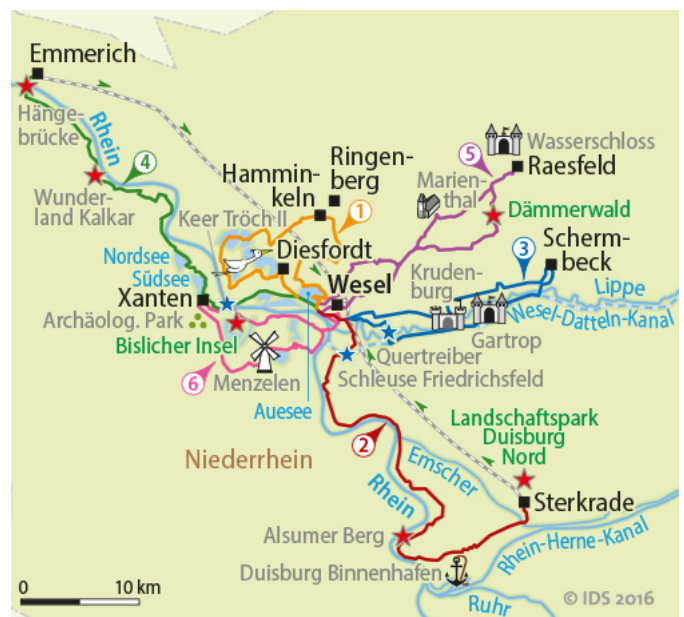 Emmerich
Hänge-
brücke
Rhein
4
Wunder-
land Kalkar
Hammin-
keln
Ringen-
berg
1
5
Wasserschloss
Raesfeld
Marien-
thal
Dämmerwald
Keer Tröch II
Diesfordt
Nordsee
Südsee
Wesel
Kruden-
burg
3
Scherm-
beck
Lippe
Wesel-Datteln-Kanal
Xanten
Archäolog. Park
Bislicher Insel
6
Menzelen
Auesee
Gartrop
Quertreiber
Schleuse Friedrichsfeld
2
Niederrhein
Landschaftspark
Duisburg
Nord
Emscher
Rhein
Sterkrade
Alsumer Berg
Duisburg Binnenhafen
Rhein-Herne-Kanal
Ruhr
0 10 km
© IDS 2016